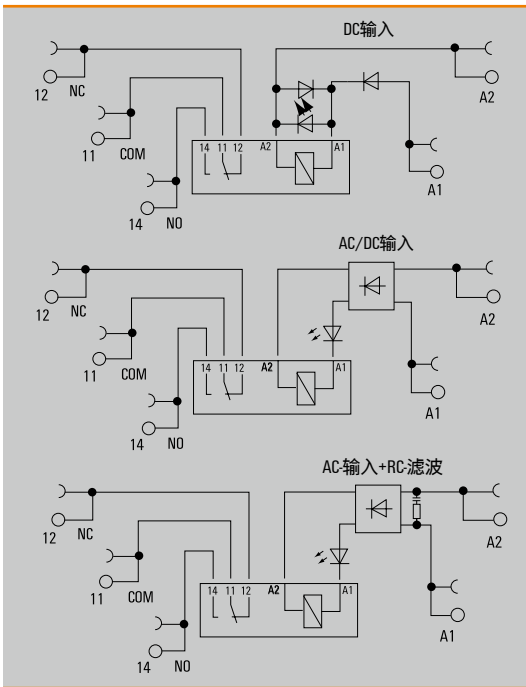 DC输入
12 NC
A2
11 COM
14 11 12 A2 A1
A1
14 NO
AC/DC输入
12 NC
A2
11 COM
14 11 12 A2 A1
A1
14 NO
AC-输入+RC-滤波
12 NC
A2
11 COM
14 11 12 A2 A1
A1
14 NO